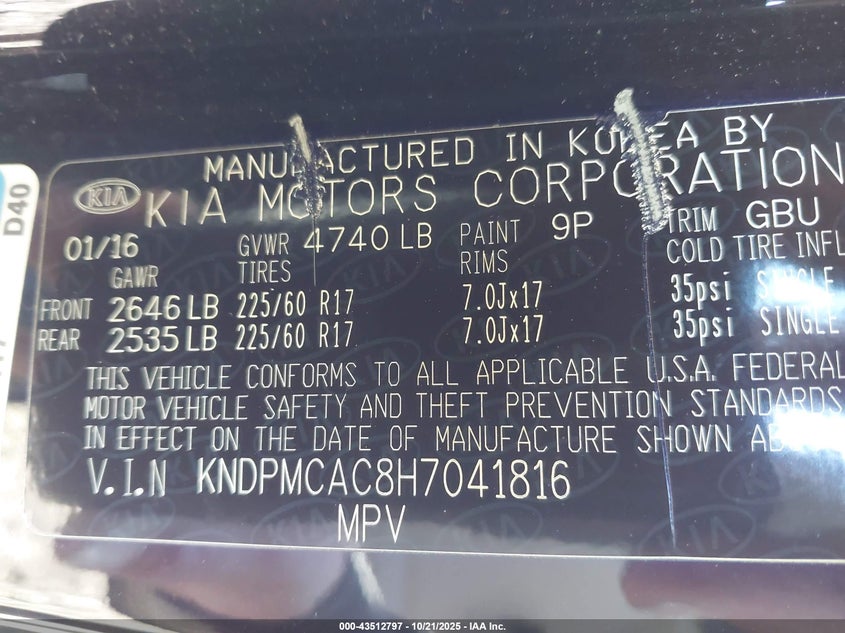 MANUFACTURED IN KOREA BY
KIA KIA MOTORS CORPORATION
01/16 GVWR 4740 LB PAINT 9P TRIM GBU
GAWR TIRES RIMS COLD TIRE INFL
FRONT 2646 LB 225/60 R17 7.0Jx17 35psi SINGLE
REAR 2535 LB 225/60 R17 7.0Jx17 35psi SINGLE
THIS VEHICLE CONFORMS TO ALL APPLICABLE U.S.A. FEDERAL
MOTOR VEHICLE SAFETY AND THEFT PREVENTION STANDARDS
IN EFFECT ON THE DATE OF MANUFACTURE SHOWN AB
V.I.N KNDPMCAC8H7041816
MPV
D40
000-43512797 - 10/21/2025 - IAA Inc.